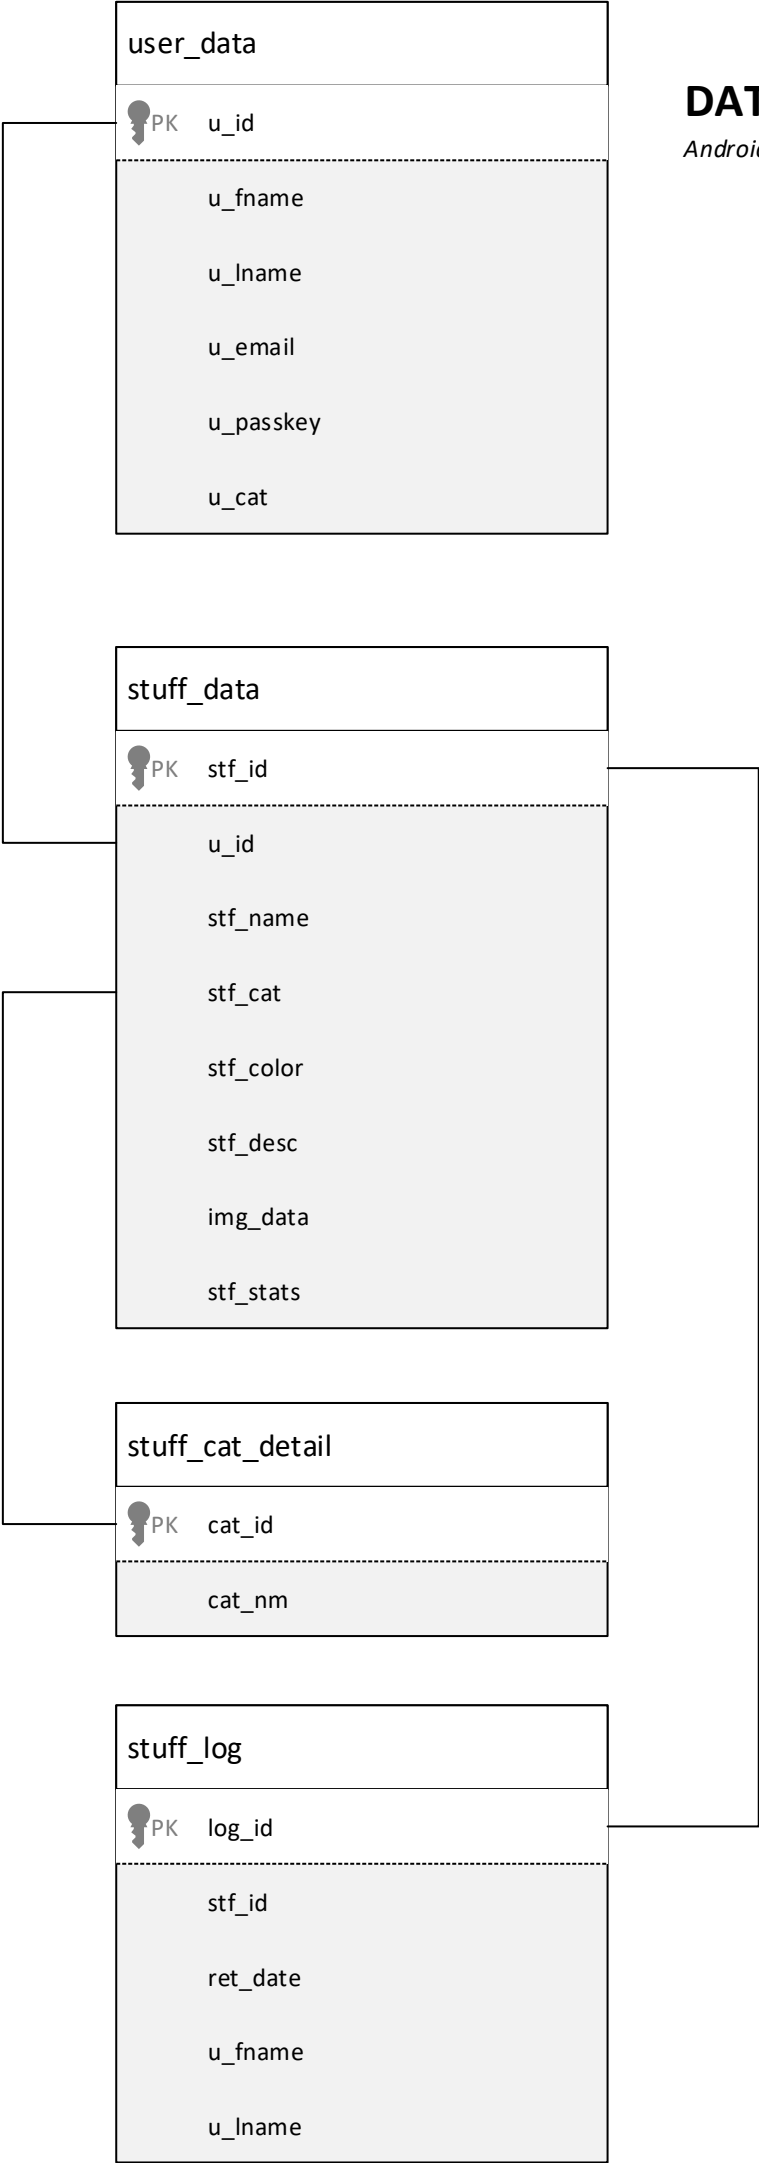 user_data
PK u_id
u_fname
u_lname
u_email
u_passkey
u_cat
stuff_data
PK stf_id
u_id
stf_name
stf_cat
stf_color
stf_desc
img_data
stf_stats
stuff_cat_detail
PK cat_id
cat_nm
stuff_log
PK log_id
stf_id
ret_date
u_fname
u_lname